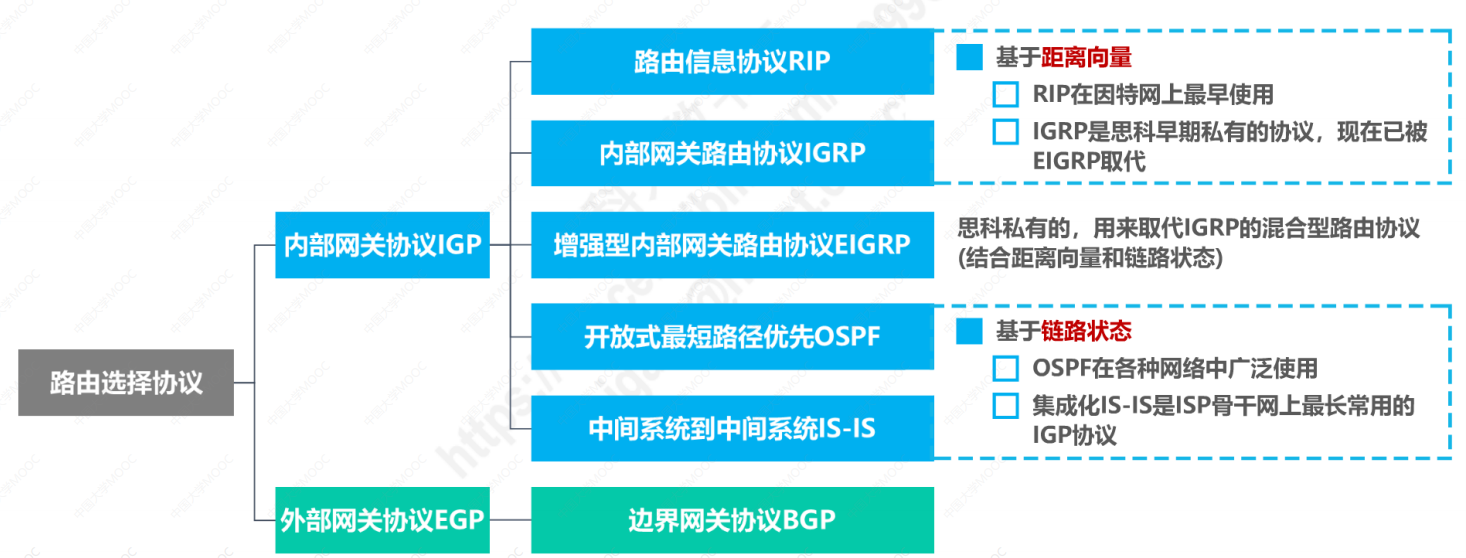 路由选择协议
内部网关协议IGP
路由信息协议RIP
基于距离向量
RIP在因特网上最早使用
IGRP是思科早期私有的协议，现在已被
EIGRP取代
内部网关路由协议IGRP
增强型内部网关路由协议EIGRP
思科私有的，用来取代IGRP的混合型路由协议
(结合距离向量和链路状态)
开放式最短路径优先OSPF
基于链路状态
OSPF在各种网络中广泛使用
集成化IS-IS是ISP骨干网上最长常用的
IGP协议
中间系统到中间系统IS-IS
外部网关协议EGP
边界网关协议BGP
中国大学MOOC